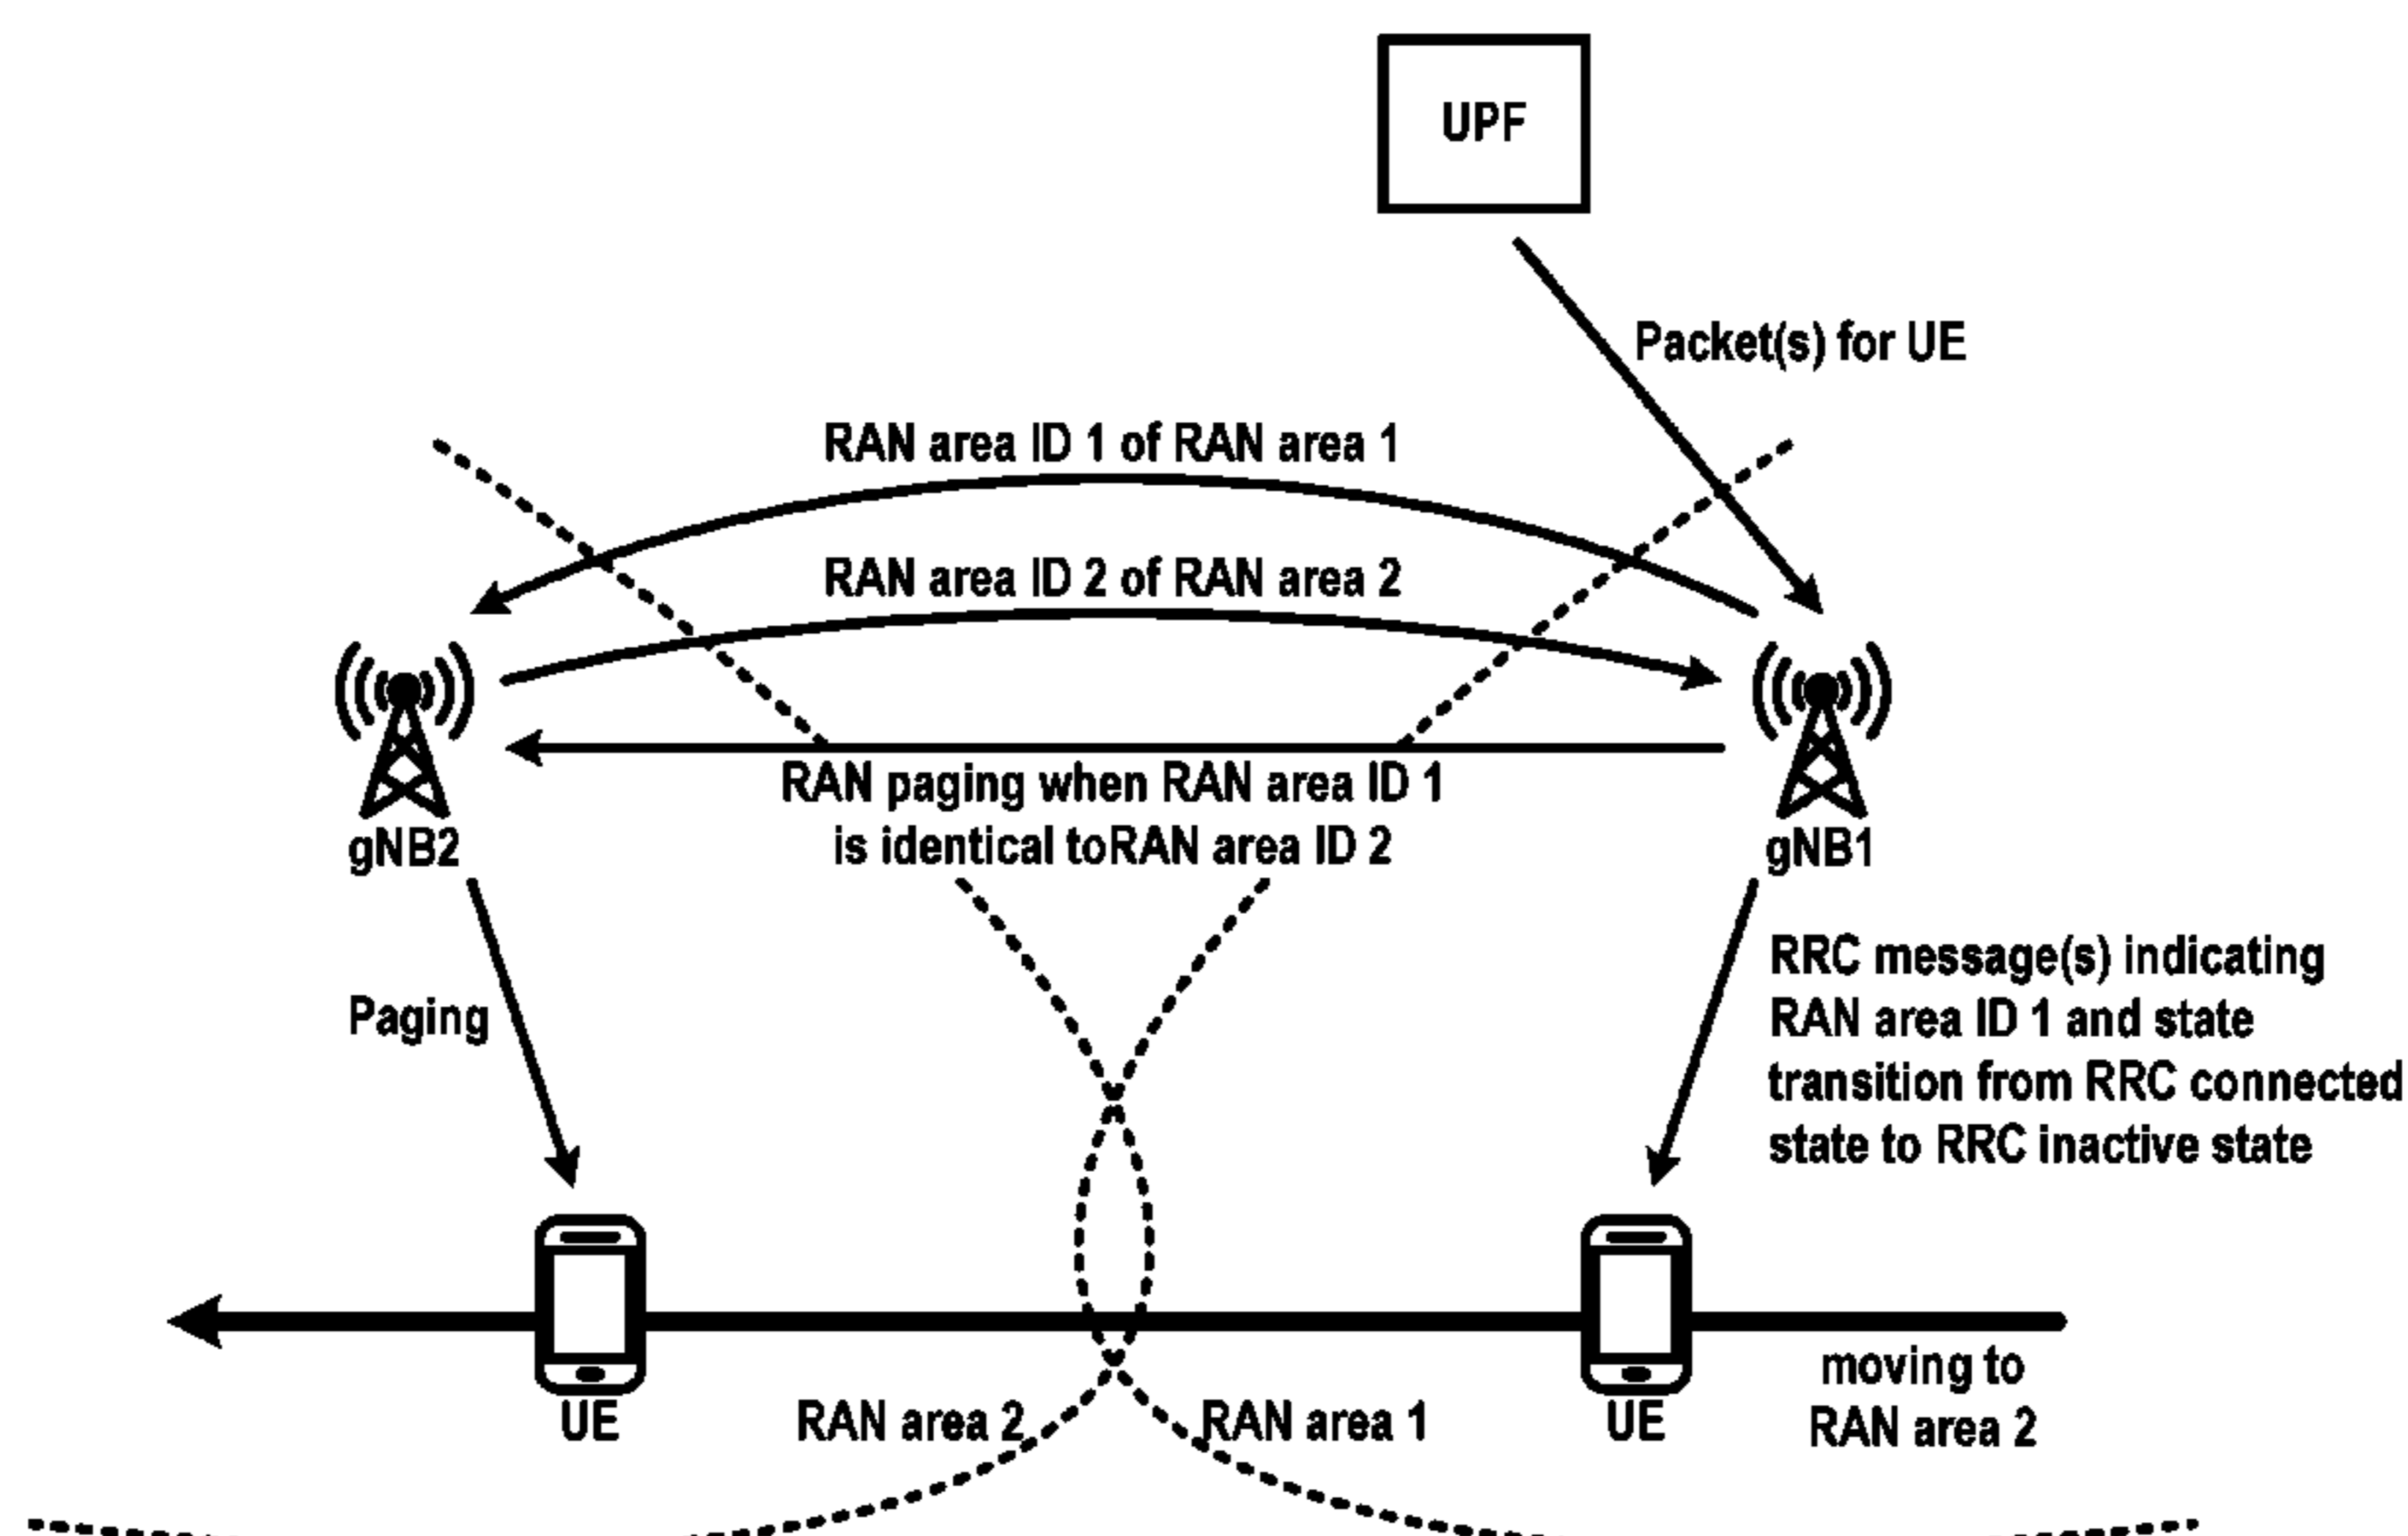 UPF
Packet(s) for UE
RAN area ID 1 of RAN area 1
RAN area ID 2 of RAN area 2
RAN paging when RAN area ID 1
is identical toRAN area ID 2
gNB2
gNB1
Paging
RRC message(s) indicating
RAN area ID 1 and state
transition from RRC connected
state to RRC inactive state
UE
RAN area 2
RAN area 1
UE
moving to
RAN area 2